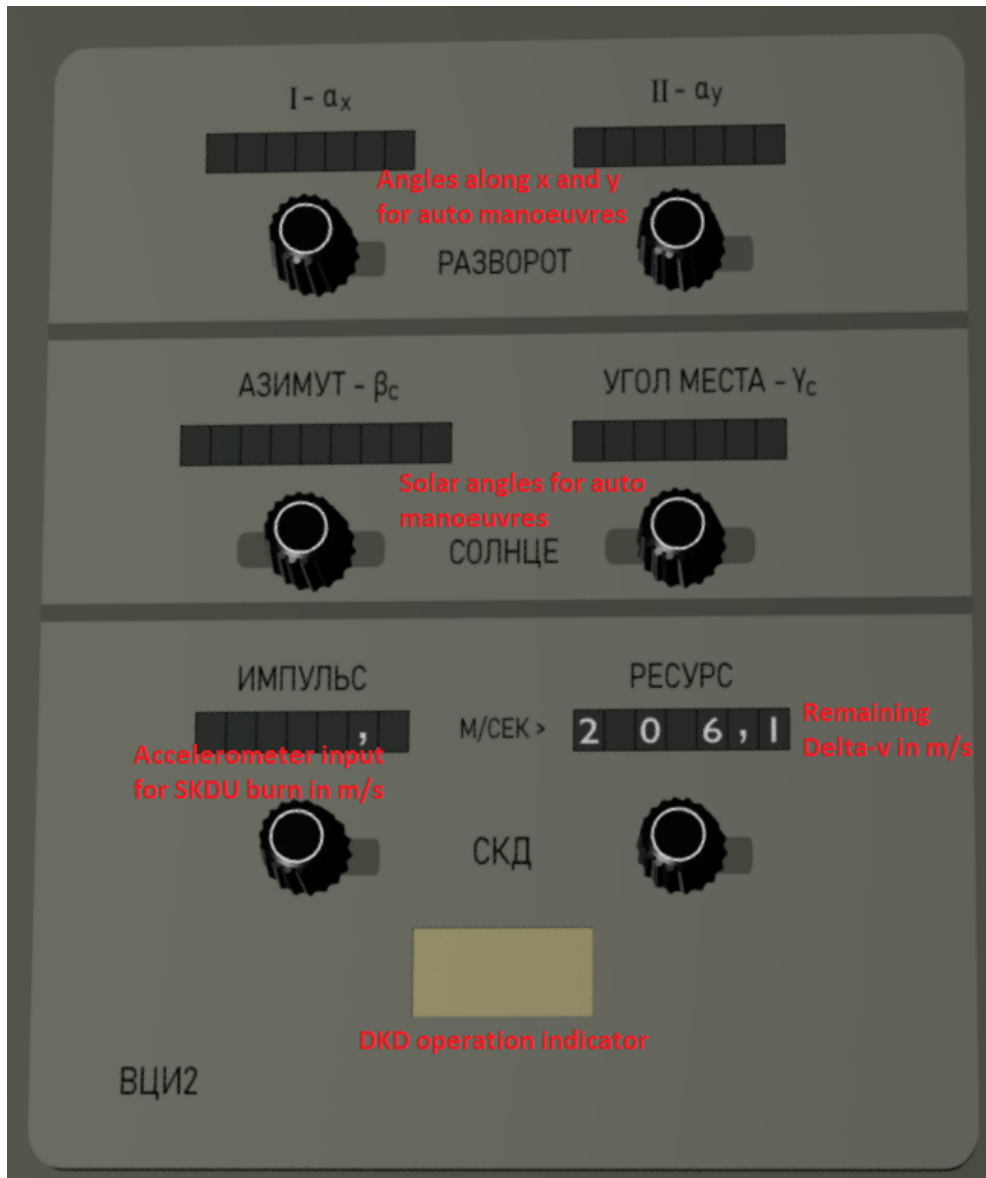 I - αx
II - αy
Angles along x and y
for auto manoeuvres
РАЗВОРОТ
АЗИМУТ - βc
УГОЛ МЕСТА - γc
Solar angles for auto
manoeuvres
СОЛНЦЕ
ИМПУЛЬС
РЕСУРС
,
М/СЕК >
2 0 6,1
Remaining
Delta-v in m/s
Accelerometer input
for SKDU burn in m/s
СКД
DKD operation indicator
ВЦИ2